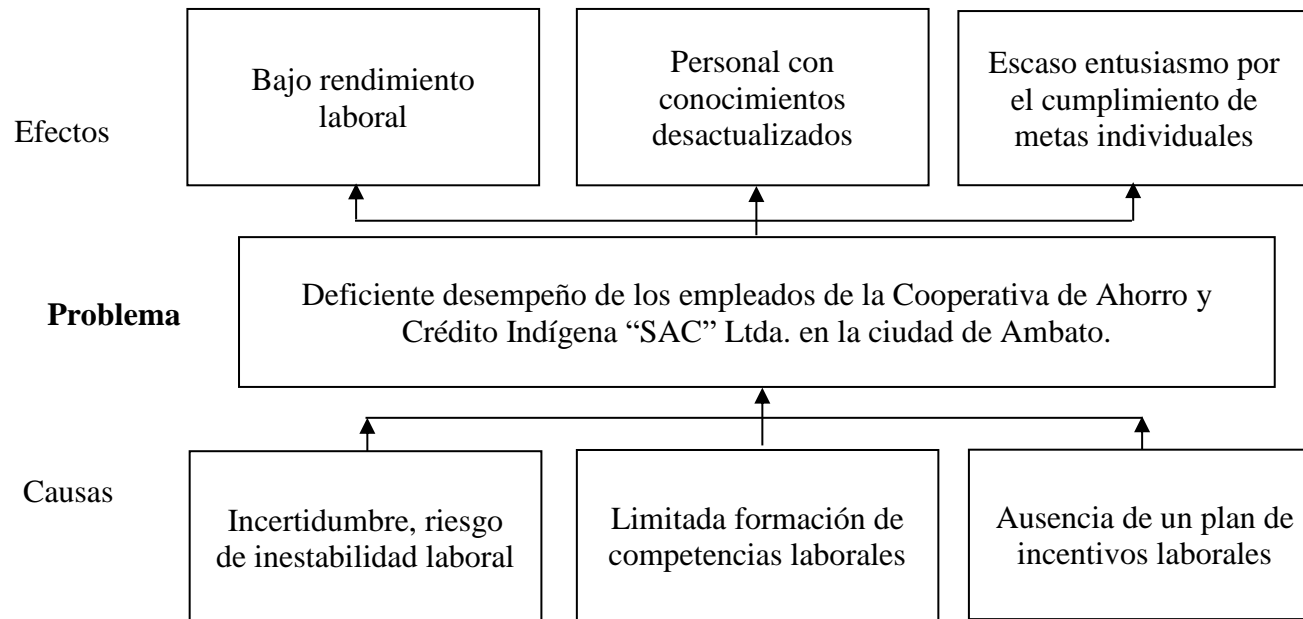 Efectos
Bajo rendimiento
laboral
Personal con
conocimientos
desactualizados
Escaso entusiasmo por
el cumplimiento de
metas individuales
Problema
Deficiente desempeño de los empleados de la Cooperativa de Ahorro y
Crédito Indígena “SAC” Ltda. en la ciudad de Ambato.
Causas
Incertidumbre, riesgo
de inestabilidad laboral
Limitada formación de
competencias laborales
Ausencia de un plan de
incentivos laborales